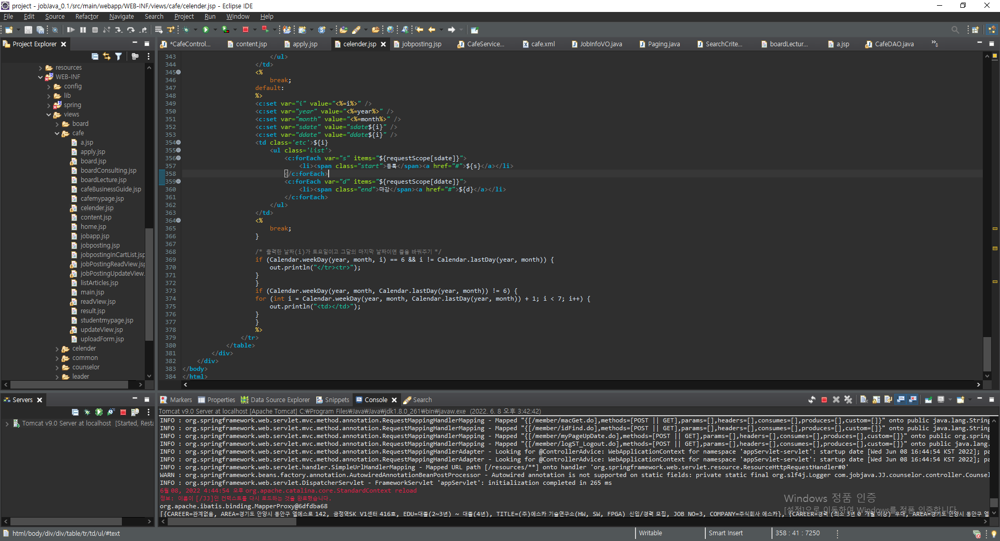 project - jobJava_0.1/src/main/webapp/WEB-INF/views/cafe/celender.jsp - Eclipse IDE
File Edit Source Refactor Navigate Search Project Run Window Help
Project Explorer
*CafeControl... content.jsp apply.jsp celender.jsp jobposting.jsp CafeService... cafe.xml JobInfoVO.java Paging.java SearchCrite... boardLectur... a.jsp CafeDAO.java »8
resources
WEB-INF
config
lib
spring
views
board
cafe
a.jsp
apply.jsp
board.jsp
boardConsulting.jsp
boardLecture.jsp
cafeBusinessGuide.jsp
cafemypage.jsp
celender.jsp
content.jsp
home.jsp
jobapp.jsp
jobposting.jsp
jobpostingInCartList.jsp
jobPostingReadView.jsp
jobPostingUpdateView.
listArticles.jsp
main.jsp
readView.jsp
result.jsp
studentmypage.jsp
updateView.jsp
uploadForm.jsp
celender
common
counselor
leader
343 </ul>
344 </td>
345 <%
346 break;
347 default:
348 %>
349 <c:set var="i" value="<%=i%>" />
350 <c:set var="year" value="<%=year%>" />
351 <c:set var="month" value="<%=month%>" />
352 <c:set var="sdate" value="sdate${i}" />
353 <c:set var="ddate" value="ddate${i}" />
354 <td class='etc'>${i}
355 <ul class='list'>
356 <c:forEach var="s" items="${requestScope[sdate]}">
357 <li><span class="start">등록</span><a href="#">${s}</a></li>
358 </c:forEach>
359 <c:forEach var="d" items="${requestScope[ddate]}">
360 <li><span class="end">마감</span><a href="#">${d}</a></li>
361 </c:forEach>
362 </ul>
363 </td>
364 <%
365 break;
366 }
367
368 /* 출력한 날짜(i)가 토요일이고 그달의 마지막 날짜이면 줄을 바꿔주기 */
369 if (Calendar.weekDay(year, month, i) == 6 && i != Calendar.lastDay(year, month)) {
370 out.println("</tr><tr>");
371 }
372 }
373 if (Calendar.weekDay(year, month, Calendar.lastDay(year, month)) != 6) {
374 for (int i = Calendar.weekDay(year, month, Calendar.lastDay(year, month)) + 1; i < 7; i++) {
375 out.println("<td></td>");
376 }
377 }
378 %>
379 </tr>
380 </table>
381 </div>
382 </div>
383 </body>
384 </html>
Servers
Tomcat v9.0 Server at localhost [Started, Resta
Markers Properties Data Source Explorer Snippets Console Search
Tomcat v9.0 Server at localhost [Apache Tomcat] C:₩Program Files₩Java₩Java₩jdk1.8.0_261₩bin₩javaw.exe (2022. 6. 8 오후 3:42:42)
INFO : org.springframework.web.servlet.mvc.method.annotation.RequestMappingHandlerMapping - Mapped "{[/member/macGet.do],methods=[POST || GET],params=[],headers=[],consumes=[],produces=[],custom=[]}" onto public java.lang.String
INFO : org.springframework.web.servlet.mvc.method.annotation.RequestMappingHandlerMapping - Mapped "{[/member/idFind.do],methods=[POST || GET],params=[],headers=[],consumes=[],produces=[],custom=[]}" onto public java.lang.String
INFO : org.springframework.web.servlet.mvc.method.annotation.RequestMappingHandlerMapping - Mapped "{[/member/myPageUpDate.do],methods=[POST || GET],params=[],headers=[],consumes=[],produces=[],custom=[]}" onto public org.spring
INFO : org.springframework.web.servlet.mvc.method.annotation.RequestMappingHandlerMapping - Mapped "{[/member/logST_Logout.do],methods=[POST || GET],params=[],headers=[],consumes=[],produces=[],custom=[]}" onto public java.lang.
INFO : org.springframework.web.servlet.mvc.method.annotation.RequestMappingHandlerAdapter - Looking for @ControllerAdvice: WebApplicationContext for namespace 'appServlet-servlet': startup date [Wed Jun 08 16:44:54 KST 2022]; pa
INFO : org.springframework.web.servlet.mvc.method.annotation.RequestMappingHandlerAdapter - Looking for @ControllerAdvice: WebApplicationContext for namespace 'appServlet-servlet': startup date [Wed Jun 08 16:44:54 KST 2022]; pa
INFO : org.springframework.web.servlet.handler.SimpleUrlHandlerMapping - Mapped URL path [/resources/**] onto handler 'org.springframework.web.servlet.resource.ResourceHttpRequestHandler#0'
WARN : org.springframework.beans.factory.annotation.AutowiredAnnotationBeanPostProcessor - Autowired annotation is not supported on static fields: private static final org.slf4j.Logger com.jobjava.JJ.counselor.controller.Counsel
INFO : org.springframework.web.servlet.DispatcherServlet - FrameworkServlet 'appServlet': initialization completed in 265 ms
6월 08, 2022 4:44:54 오후 org.apache.catalina.core.StandardContext reload
정보: 이름이 [/JJ]인 컨텍스트를 다시 로드하는 것을 완료했습니다.
org.apache.ibatis.binding.MapperProxy@6dfdba68
[{CAREER=관계없음, AREA=경기도 안양시 동안구 엘에스로 142, 금정역SK V1센터 416호, EDU=대졸(2~3년) ~ 대졸(4년), TITLE=(주)에스카 기술연구소(HW, SW, FPGA) 신입/경력 모집, JOB_NO=3, COMPANY=주식회사 에스카}, {CAREER=경력 (최소 3년 0 개월 이상) 우대, AREA=경기도 안양시 동안구 엘
Windows 정품 인증
[설정]으로 이동하여 Windows를 정품 인증합니다.
html/body/div/div/table/tr/td/ul/#text
Writable
Smart Insert
358 : 41 : 7250